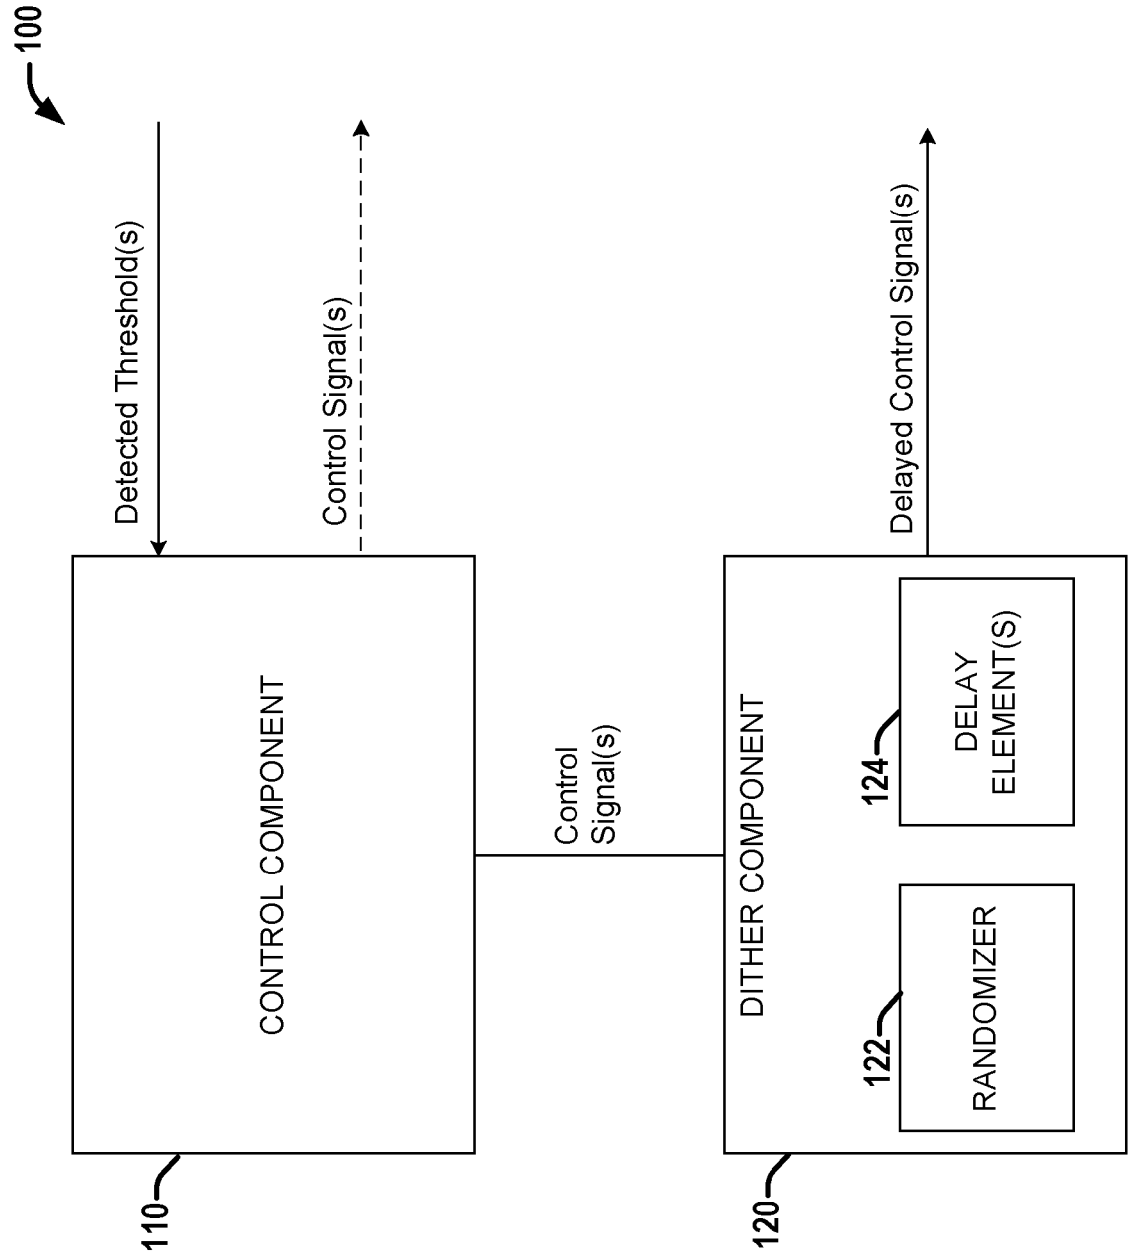 100
Detected Threshold(s)
Control Signal(s)
CONTROL COMPONENT
110
Control
Signal(s)
Delayed Control Signal(s)
DITHER COMPONENT
120
122
RANDOMIZER
124
DELAY
ELEMENT(S)